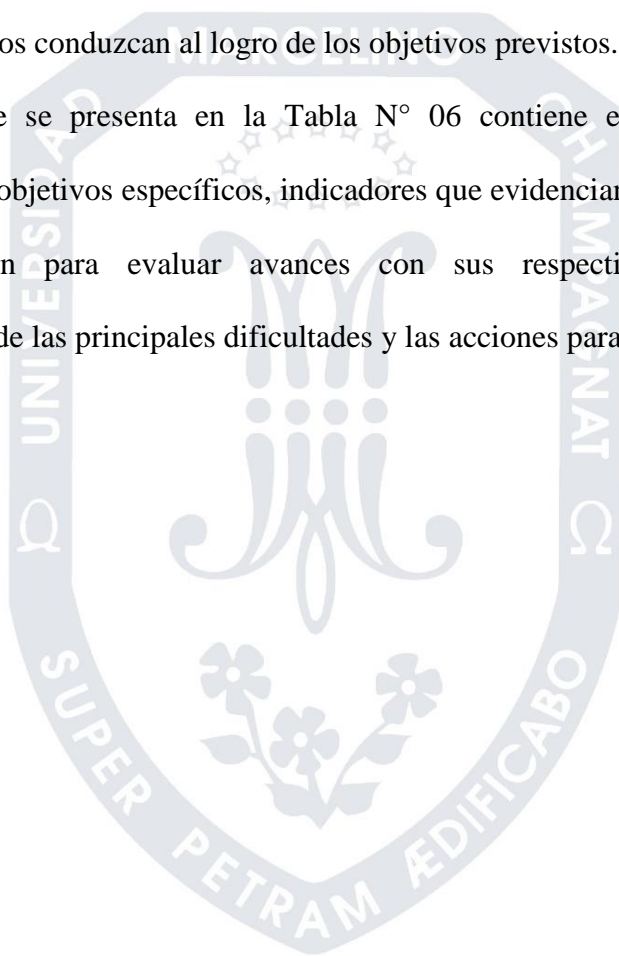 os conduzcan al logro de los objetivos previstos.
e se presenta en la Tabla N° 06 contiene e
objetivos específicos, indicadores que evidencian
n para evaluar avances con sus respecti
de las principales dificultades y las acciones para
UNIVERSIDAD MARCELINO CHAMPAGNAT
Ω Ω
SUPER PETRAM ÆDIFICABO